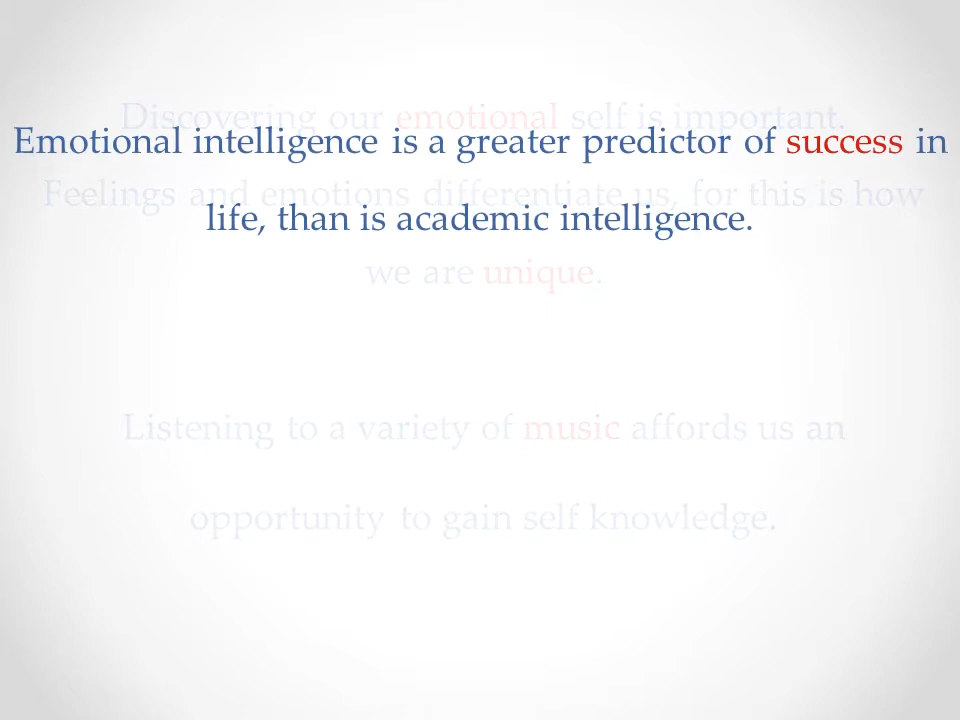 Discovering our emotional self is important.
Emotional intelligence is a greater predictor of success in
Feelings and emotions differentiate us, for this is how
life, than is academic intelligence.
we are unique.
Listening to a variety of music affords us an
opportunity to gain self knowledge.